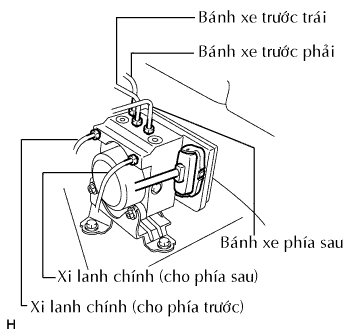 Bánh xe trước trái
Bánh xe trước phải
Bánh xe phía sau
Xi lanh chính (cho phía sau)
Xi lanh chính (cho phía trước)
H